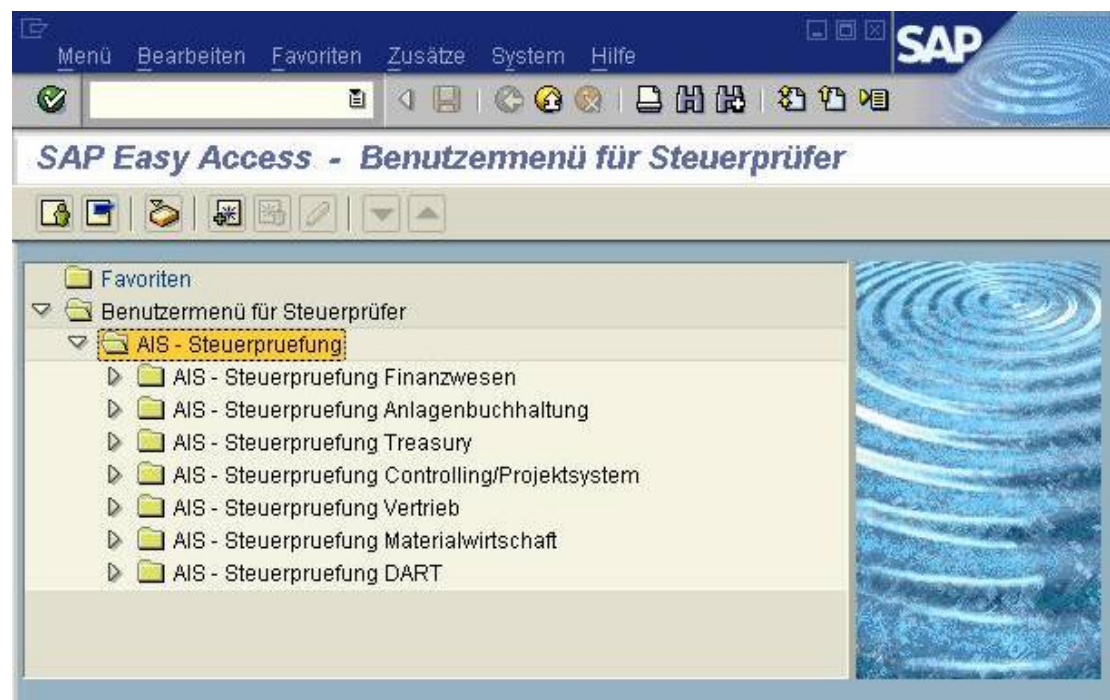 Menü Bearbeiten Favoriten Zusätze System Hilfe
SAP
SAP Easy Access - Benutzermenü für Steuerprüfer
Favoriten
Benutzermenü für Steuerprüfer
AIS - Steuerpruefung
AIS - Steuerpruefung Finanzwesen
AIS - Steuerpruefung Anlagenbuchhaltung
AIS - Steuerpruefung Treasury
AIS - Steuerpruefung Controlling/Projektsystem
AIS - Steuerpruefung Vertrieb
AIS - Steuerpruefung Materialwirtschaft
AIS - Steuerpruefung DART